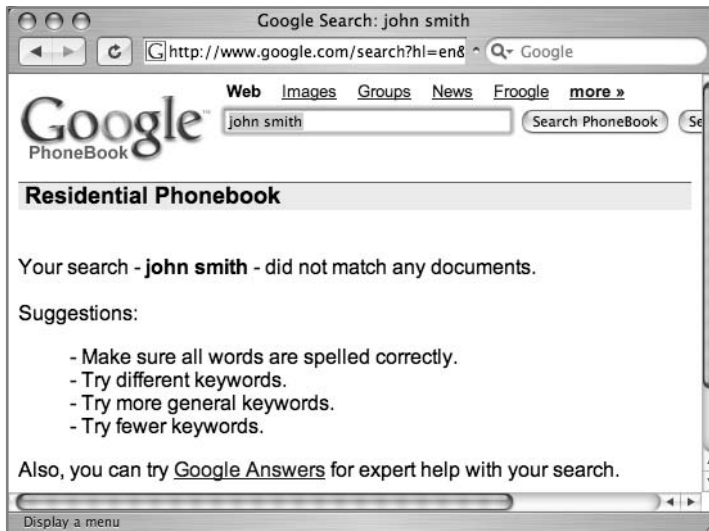 Google Search: john smith
G http://www.google.com/search?hl=en& Google
Web Images Groups News Froogle more »
Google™
john smith Search PhoneBook Se
PhoneBook
Residential Phonebook
Your search - john smith - did not match any documents.
Suggestions:
- Make sure all words are spelled correctly.
- Try different keywords.
- Try more general keywords.
- Try fewer keywords.
Also, you can try Google Answers for expert help with your search.
Display a menu